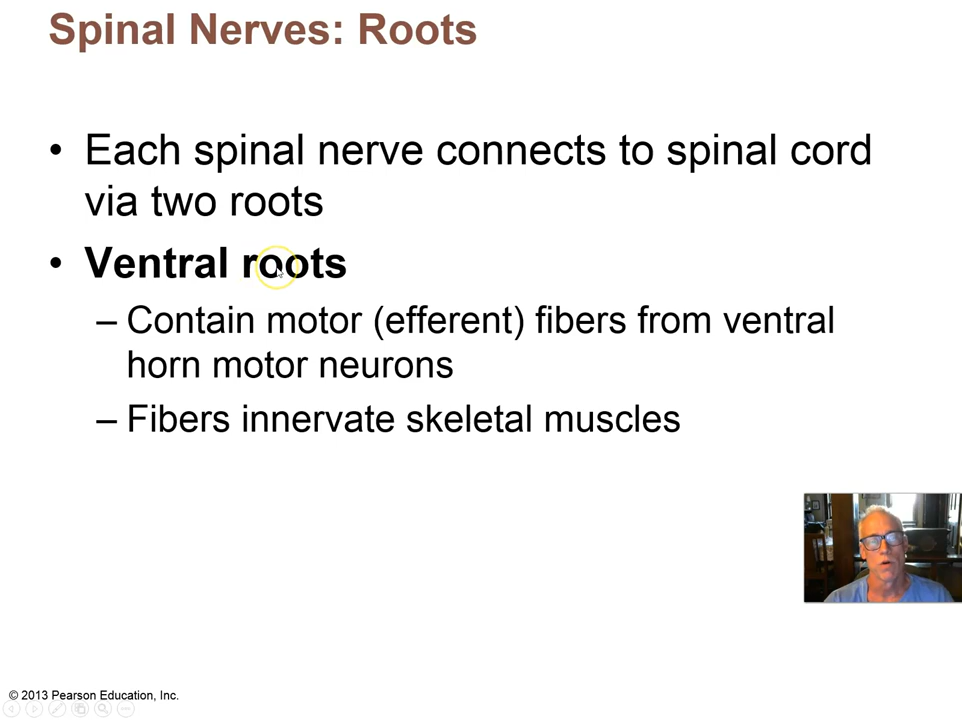 Spinal Nerves: Roots
• Each spinal nerve connects to spinal cord
via two roots
• Ventral roots
– Contain motor (efferent) fibers from ventral
horn motor neurons
– Fibers innervate skeletal muscles
© 2013 Pearson Education, Inc.